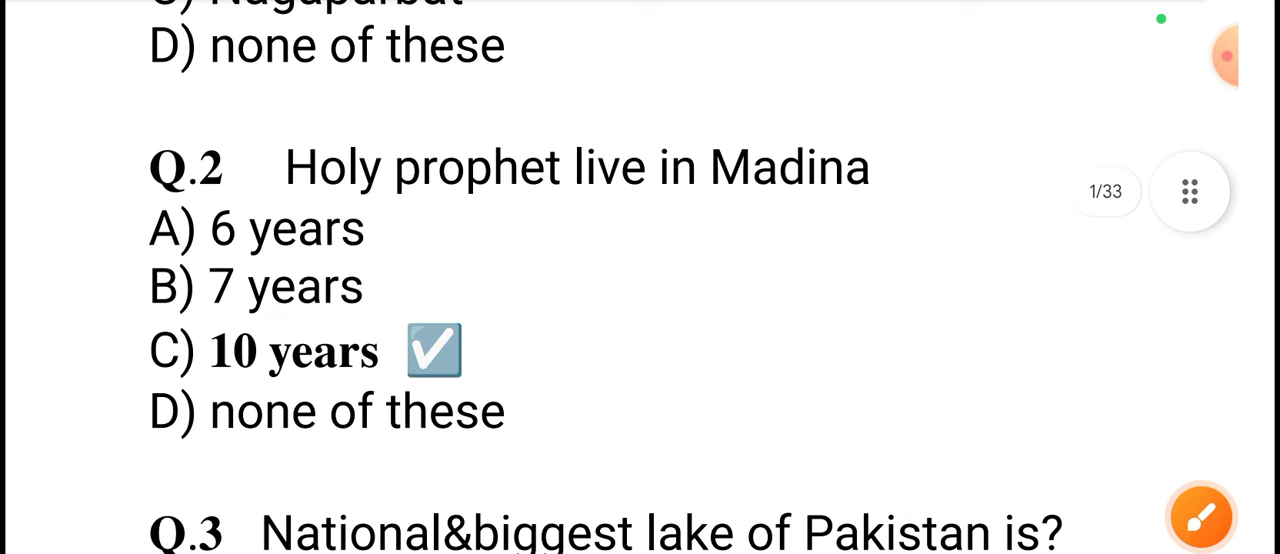 D) none of these
Q.2 Holy prophet live in Madina
1/33
A) 6 years
B) 7 years
C) 10 years ☑
D) none of these
Q.3 National&biggest lake of Pakistan is?